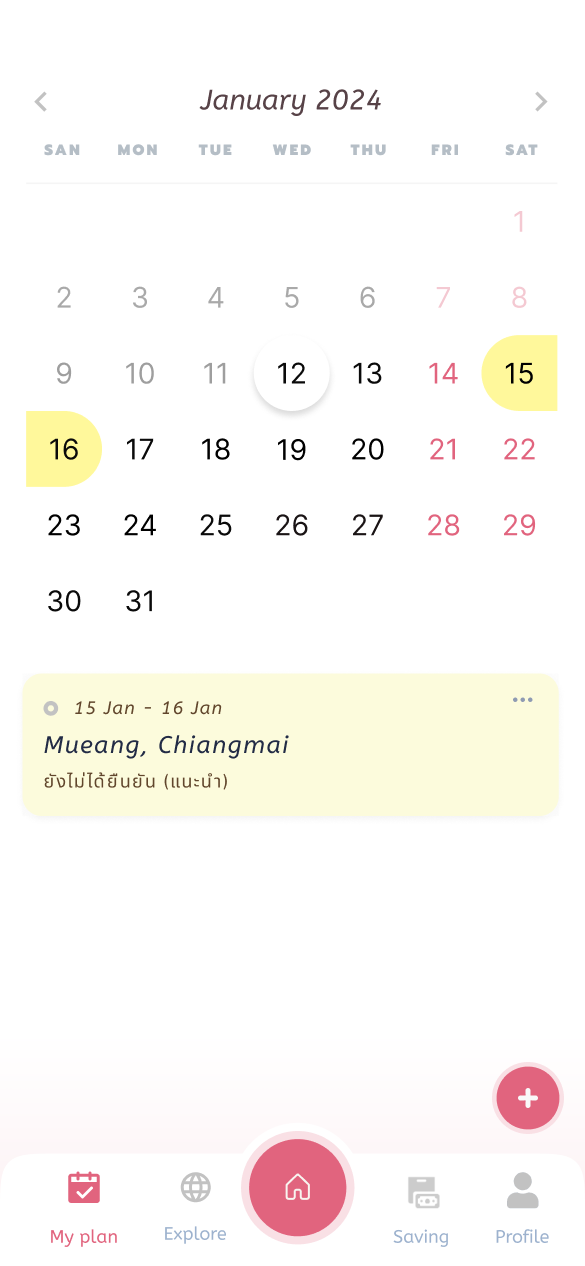 January 2024
SAN MON TUE WED THU FRI SAT
1
2 3 4 5 6 7 8
9 10 11 12 13 14 15
16 17 18 19 20 21 22
23 24 25 26 27 28 29
30 31
15 Jan - 16 Jan
Mueang, Chiangmai
ยังไม่ได้ยืนยัน (แนะนำ)
My plan Explore Saving Profile